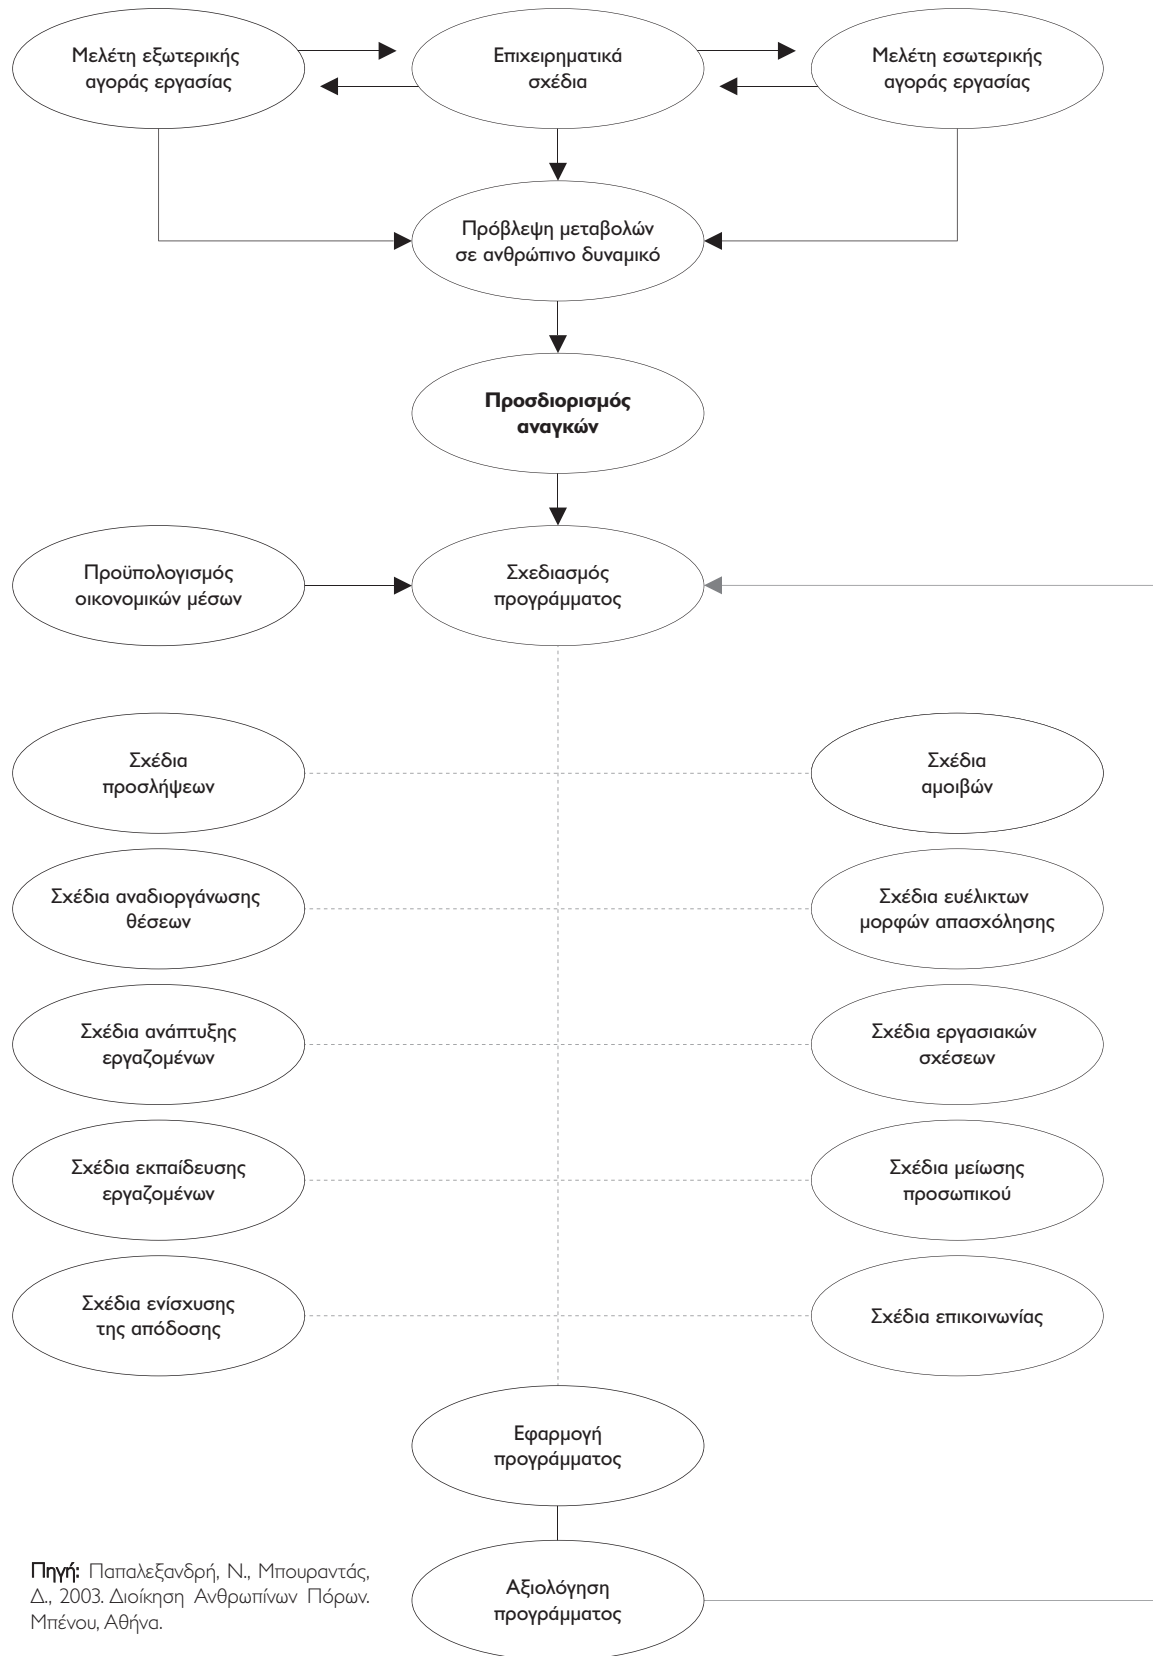 Μελέτη εξωτερικής
αγοράς εργασίας
Επιχειρηματικά
σχέδια
Μελέτη εσωτερικής
αγοράς εργασίας
Πρόβλεψη μεταβολών
σε ανθρώπινο δυναμικό
Προσδιορισμός
αναγκών
Προϋπολογισμός
οικονομικών μέσων
Σχεδιασμός
προγράμματος
Σχέδια
προσλήψεων
Σχέδια
αμοιβών
Σχέδια αναδιοργάνωσης
θέσεων
Σχέδια ευέλικτων
μορφών απασχόλησης
Σχέδια ανάπτυξης
εργαζομένων
Σχέδια εργασιακών
σχέσεων
Σχέδια εκπαίδευσης
εργαζομένων
Σχέδια μείωσης
προσωπικού
Σχέδια ενίσχυσης
της απόδοσης
Σχέδια επικοινωνίας
Εφαρμογή
προγράμματος
Αξιολόγηση
προγράμματος
Πηγή: Παπαλεξανδρή, Ν., Μπουραντάς,
Δ., 2003. Διοίκηση Ανθρωπίνων Πόρων.
Μπένου, Αθήνα.